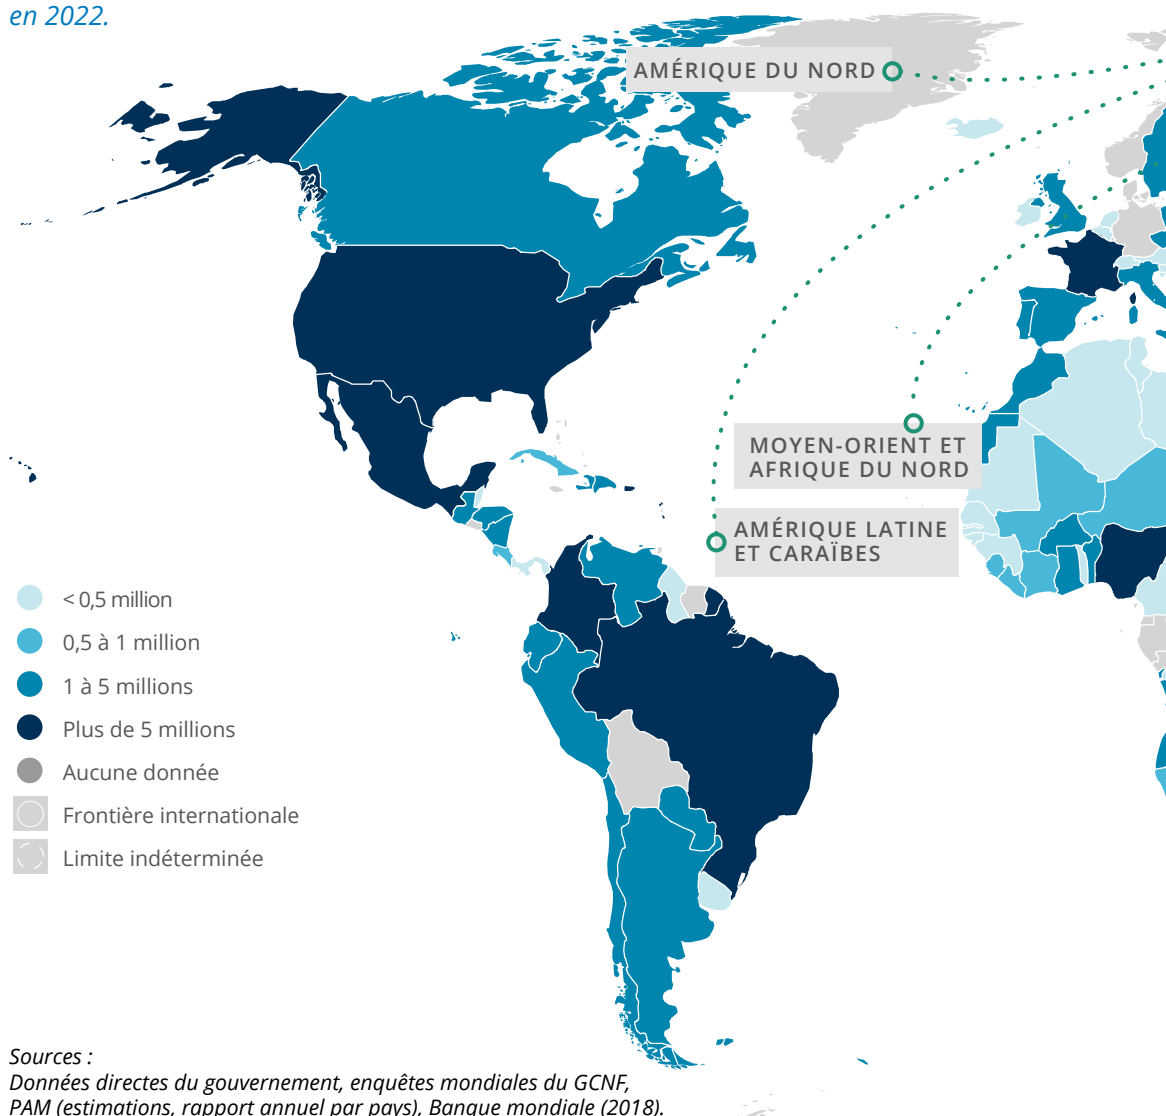 en 2022.
AMÉRIQUE DU NORD
MOYEN-ORIENT ET
AFRIQUE DU NORD
AMÉRIQUE LATINE
ET CARAÏBES
< 0,5 million
0,5 à 1 million
1 à 5 millions
Plus de 5 millions
Aucune donnée
Frontière internationale
Limite indéterminée
Sources :
Données directes du gouvernement, enquêtes mondiales du GCNF,
PAM (estimations, rapport annuel par pays), Banque mondiale (2018).